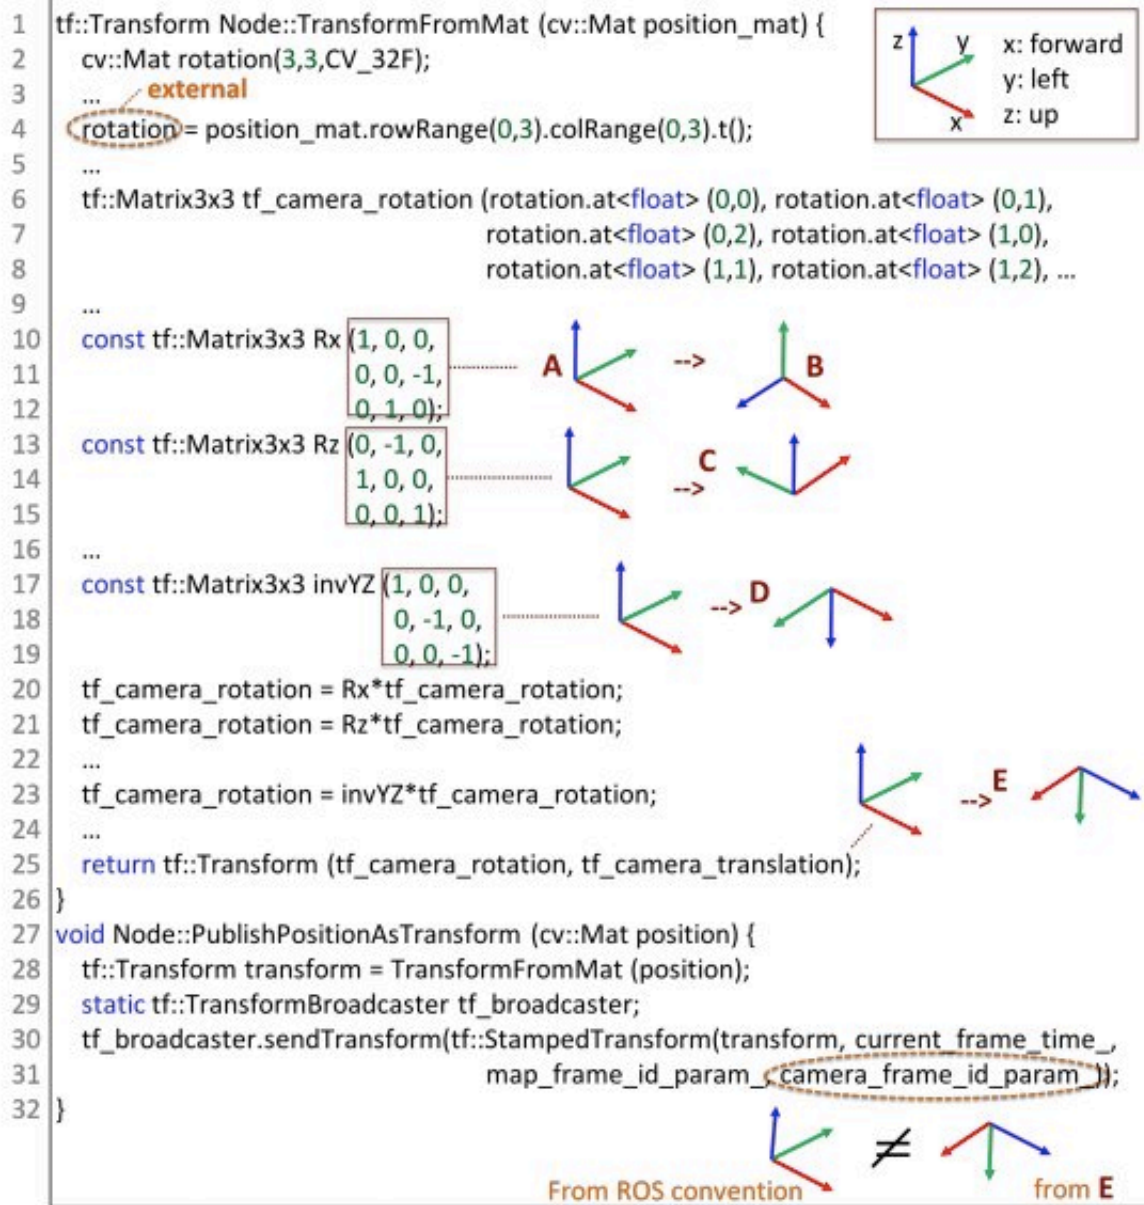 1 tf::Transform Node::TransformFromMat (cv::Mat position_mat) {
2 cv::Mat rotation(3,3,CV_32F);
3 ... external
4 rotation = position_mat.rowRange(0,3).colRange(0,3).t();
z y x
x: forward
y: left
z: up
5 ...
6 tf::Matrix3x3 tf_camera_rotation (rotation.at<float> (0,0), rotation.at<float> (0,1),
7 rotation.at<float> (0,2), rotation.at<float> (1,0),
8 rotation.at<float> (1,1), rotation.at<float> (1,2), ...
9 ...
10 const tf::Matrix3x3 Rx (1, 0, 0,
11 0, 0, -1, A --> B
12 0, 1, 0);
13 const tf::Matrix3x3 Rz (0, -1, 0,
14 1, 0, 0, --> C
15 0, 0, 1);
16 ...
17 const tf::Matrix3x3 invYZ (1, 0, 0,
18 0, -1, 0, --> D
19 0, 0, -1);
20 tf_camera_rotation = Rx*tf_camera_rotation;
21 tf_camera_rotation = Rz*tf_camera_rotation;
22 ...
23 tf_camera_rotation = invYZ*tf_camera_rotation; --> E
24 ...
25 return tf::Transform (tf_camera_rotation, tf_camera_translation);
26 }
27 void Node::PublishPositionAsTransform (cv::Mat position) {
28 tf::Transform transform = TransformFromMat (position);
29 static tf::TransformBroadcaster tf_broadcaster;
30 tf_broadcaster.sendTransform(tf::StampedTransform(transform, current_frame_time_,
31 map_frame_id_param_, camera_frame_id_param_));
32 }
≠
From ROS convention from E